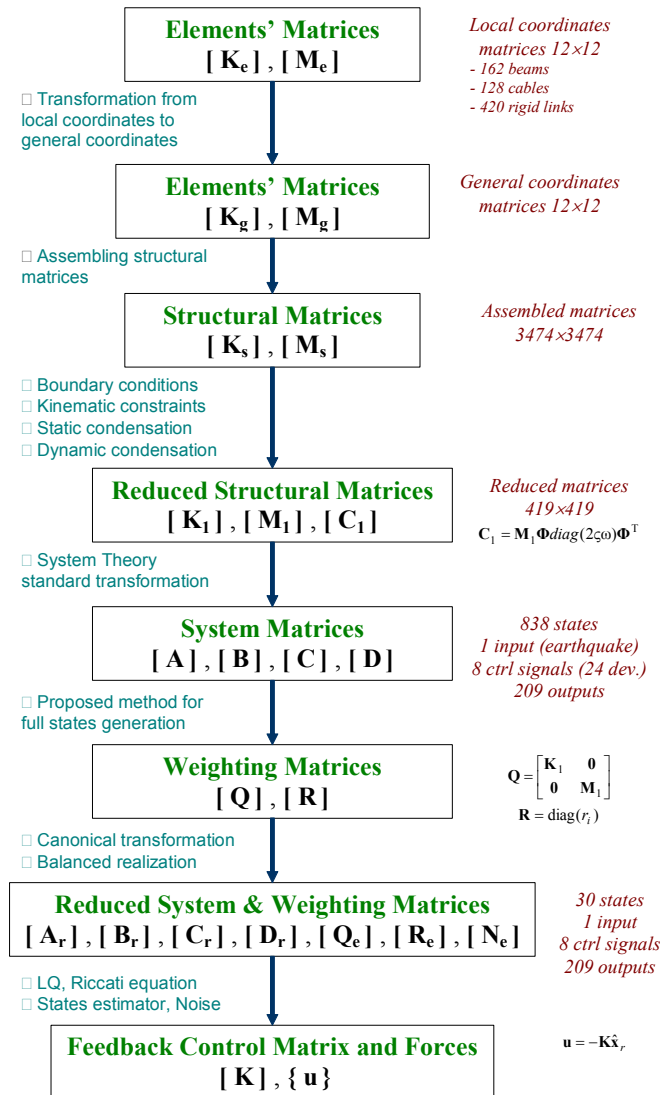 Elements' Matrices
[ Kₑ ] , [ Mₑ ]
Local coordinates
matrices 12×12
- 162 beams
- 128 cables
- 420 rigid links
□ Transformation from
local coordinates to
general coordinates
Elements' Matrices
[ K_g ] , [ M_g ]
General coordinates
matrices 12×12
□ Assembling structural
matrices
Structural Matrices
[ Kₛ ] , [ Mₛ ]
Assembled matrices
3474×3474
□ Boundary conditions
□ Kinematic constraints
□ Static condensation
□ Dynamic condensation
Reduced Structural Matrices
[ K₁ ] , [ M₁ ] , [ C₁ ]
Reduced matrices
419×419
C₁ = M₁Φdiag(2ςω)Φᵀ
□ System Theory
standard transformation
System Matrices
[ A ] , [ B ] , [ C ] , [ D ]
838 states
1 input (earthquake)
8 ctrl signals (24 dev.)
209 outputs
□ Proposed method for
full states generation
Weighting Matrices
[ Q ] , [ R ]
Q = [ K₁ 0
0 M₁ ]
R = diag(rᵢ)
□ Canonical transformation
□ Balanced realization
Reduced System & Weighting Matrices
[ Aᵣ ] , [ Bᵣ ] , [ Cᵣ ] , [ Dᵣ ] , [ Qₑ ] , [ Rₑ ] , [ Nₑ ]
30 states
1 input
8 ctrl signals
209 outputs
□ LQ, Riccati equation
□ States estimator, Noise
Feedback Control Matrix and Forces
[ K ] , { u }
u = −Kx̂ᵣ